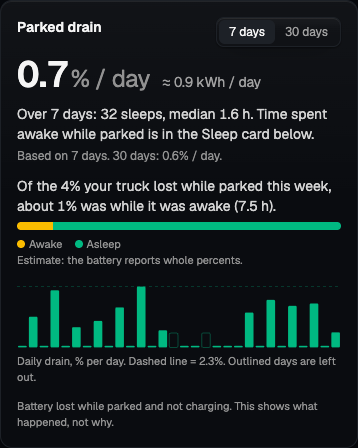 Parked drain
7 days 30 days
0.7% / day ≈ 0.9 kWh / day
Over 7 days: 32 sleeps, median 1.6 h. Time spent
awake while parked is in the Sleep card below.
Based on 7 days. 30 days: 0.6% / day.
Of the 4% your truck lost while parked this week,
about 1% was while it was awake (7.5 h).
Awake Asleep
Estimate: the battery reports whole percents.
Daily drain, % per day. Dashed line = 2.3%. Outlined days are left
out.
Battery lost while parked and not charging. This shows what
happened, not why.